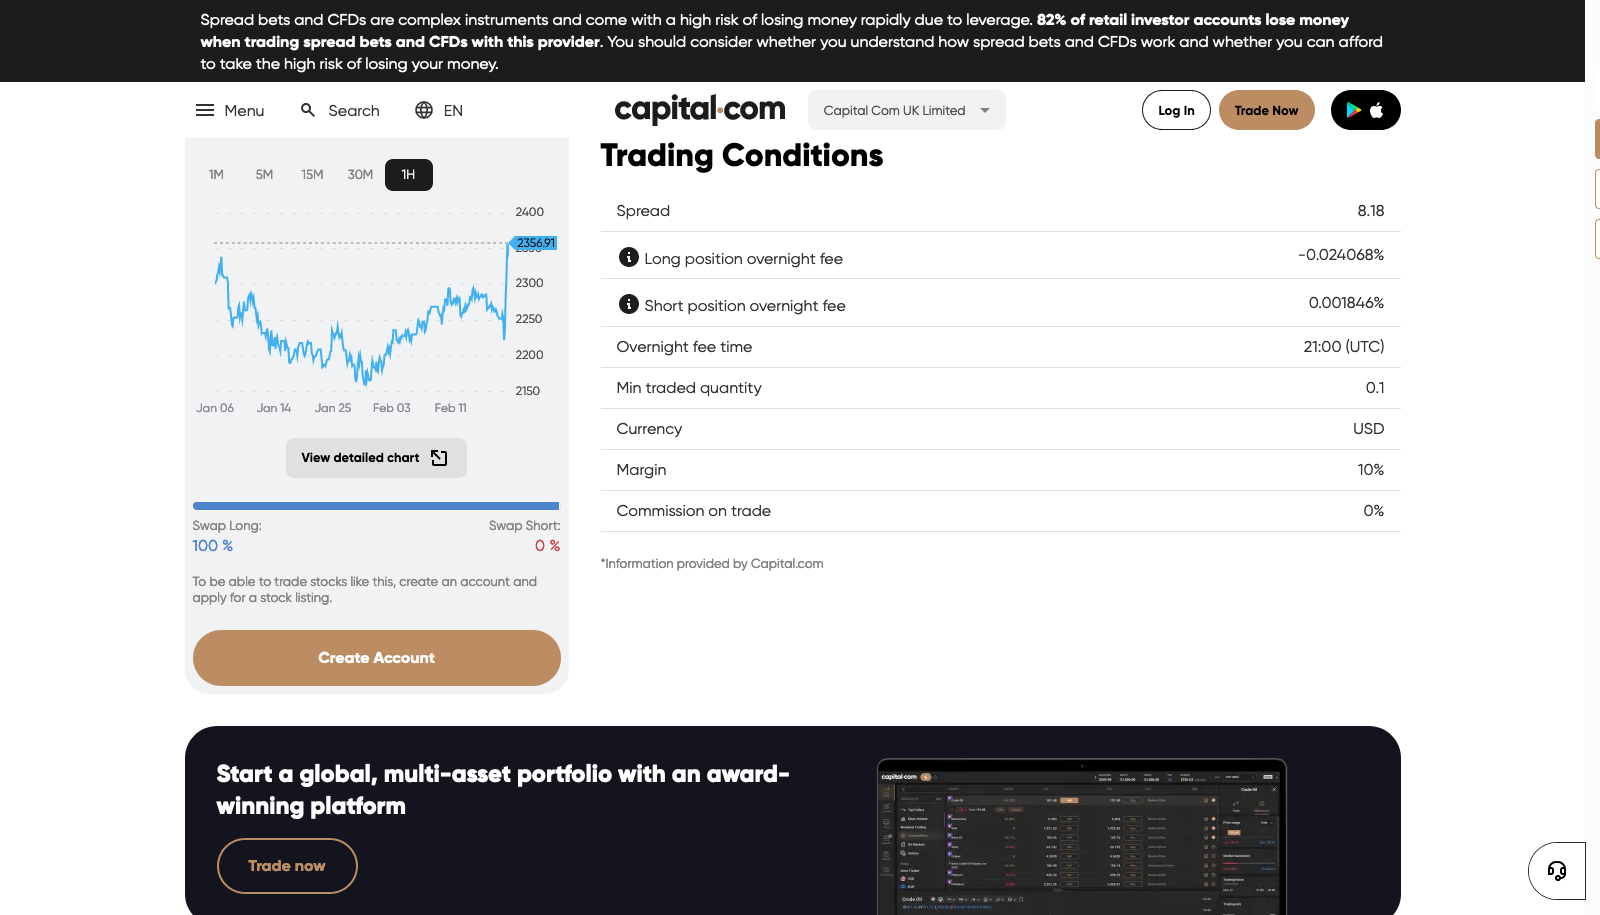 Spread bets and CFDs are complex instruments and come with a high risk of losing money rapidly due to leverage. 82% of retail investor accounts lose money
when trading spread bets and CFDs with this provider. You should consider whether you understand how spread bets and CFDs work and whether you can afford
to take the high risk of losing your money.
Menu Search EN capital.com Capital Com UK Limited Log In Trade Now
1M 5M 15M 30M 1H
2400
2356.91
2300
2250
2200
2150
Jan 06 Jan 14 Jan 25 Feb 03 Feb 11
View detailed chart
Swap Long: Swap Short:
100 % 0 %
To be able to trade stocks like this, create an account and
apply for a stock listing.
Create Account
Trading Conditions
Spread 8.18
Long position overnight fee -0.024068%
Short position overnight fee 0.001846%
Overnight fee time 21:00 (UTC)
Min traded quantity 0.1
Currency USD
Margin 10%
Commission on trade 0%
*Information provided by Capital.com
Start a global, multi-asset portfolio with an award-
winning platform
Trade now
capital.com
Crude Oil
Crude Oil